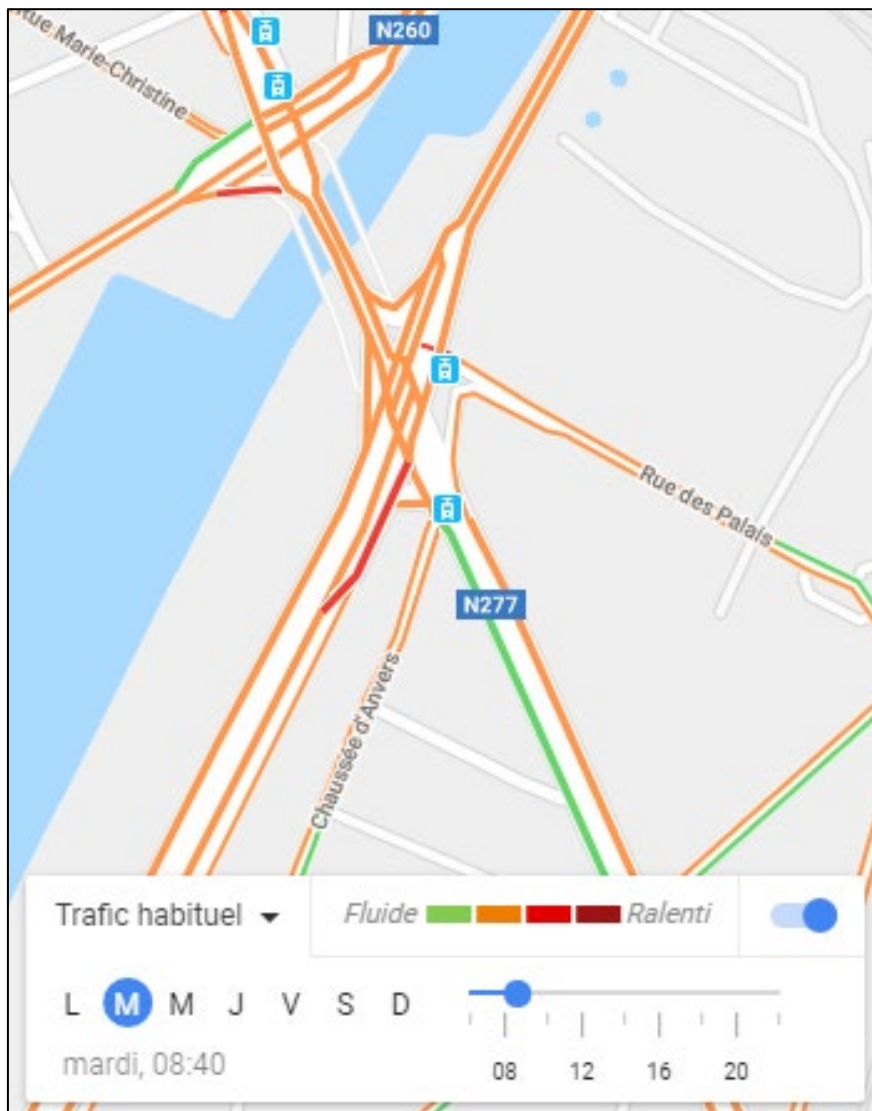 N260
Rue Marie-Christine
Rue des Palais
N277
Chaussée d'Anvers
Trafic habituel
Fluide
Ralenti
L M M J V S D
mardi, 08:40
08 12 16 20